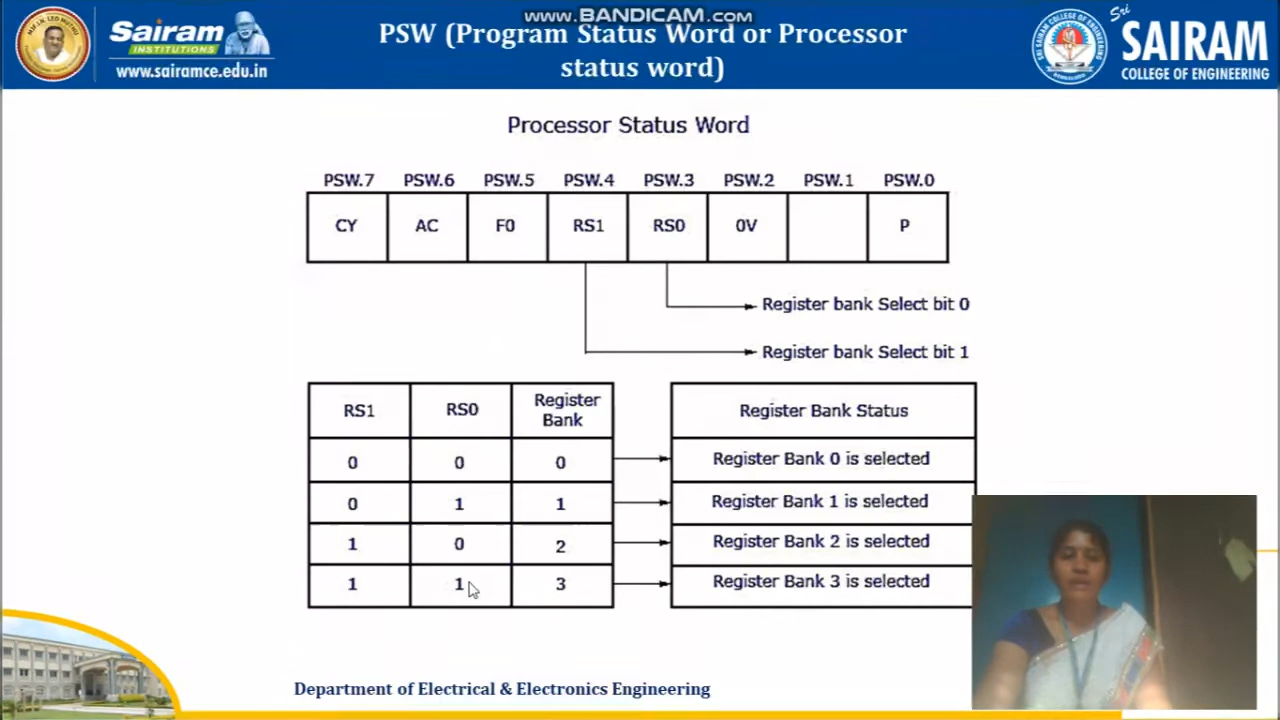 www.BANDICAM.com
MJF. LN. LEO MUTHU
Sairam
INSTITUTIONS
www.sairamce.edu.in
PSW (Program Status Word or Processor
status word)
Sri
SAIRAM
COLLEGE OF ENGINEERING
Processor Status Word
PSW.7 PSW.6 PSW.5 PSW.4 PSW.3 PSW.2 PSW.1 PSW.0
CY AC F0 RS1 RS0 0V P
Register bank Select bit 0
Register bank Select bit 1
RS1 RS0 Register Bank Register Bank Status
0 0 0 Register Bank 0 is selected
0 1 1 Register Bank 1 is selected
1 0 2 Register Bank 2 is selected
1 1 3 Register Bank 3 is selected
Department of Electrical & Electronics Engineering